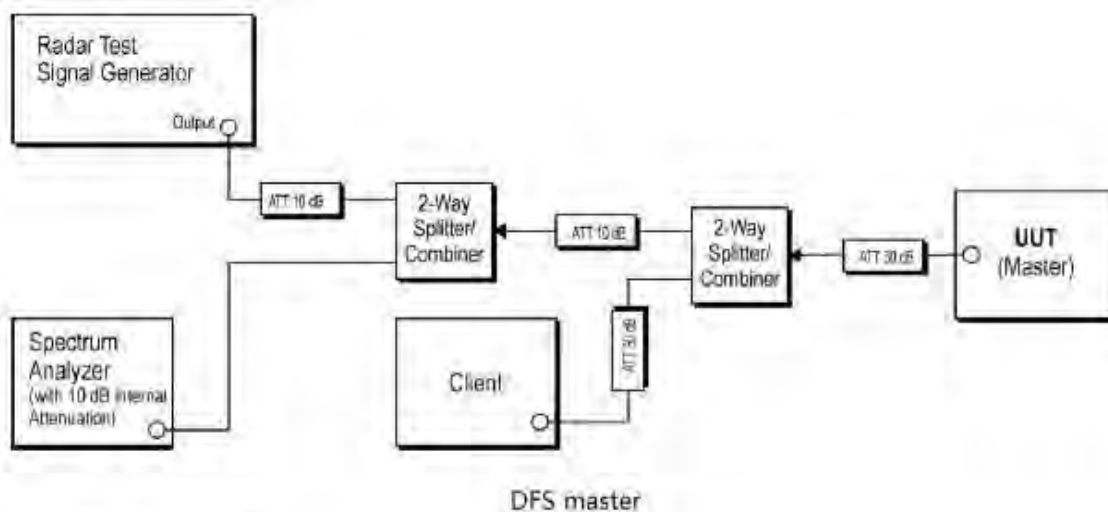 Radar Test
Signal Generator
Output
ATT 10 dB
2-Way
Splitter/
Combiner
ATT 10 dB
2-Way
Splitter/
Combiner
ATT 30 dB
UUT
(Master)
Spectrum
Analyzer
(with 10 dB internal
Attenuation)
Client
ATT 30 dB
DFS master